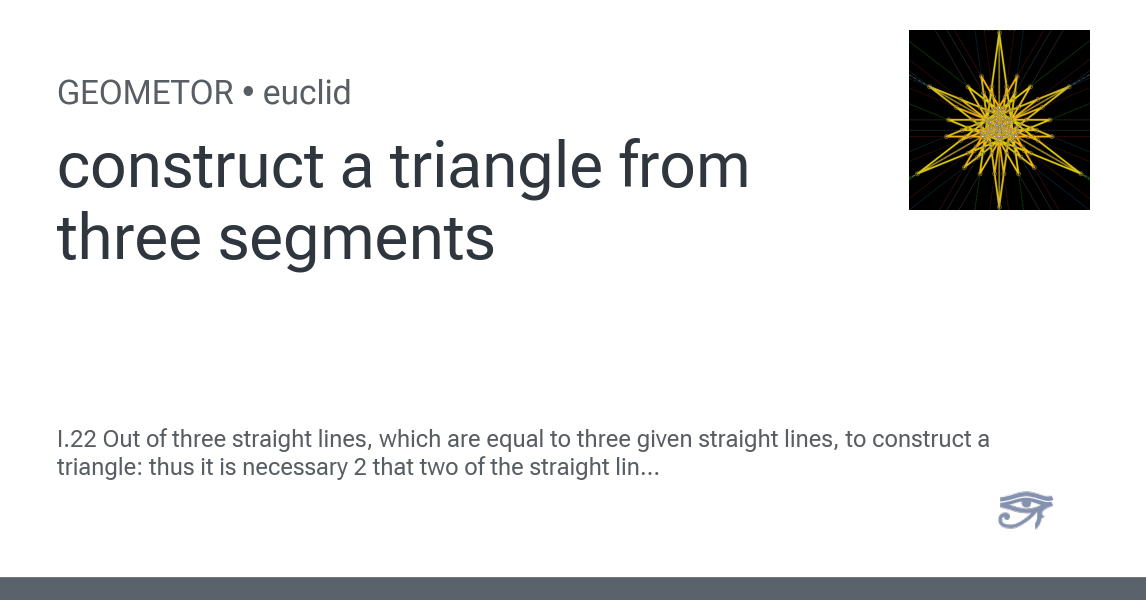 GEOMETOR • euclid
construct a triangle from
three segments
I.22 Out of three straight lines, which are equal to three given straight lines, to construct a
triangle: thus it is necessary 2 that two of the straight lin...